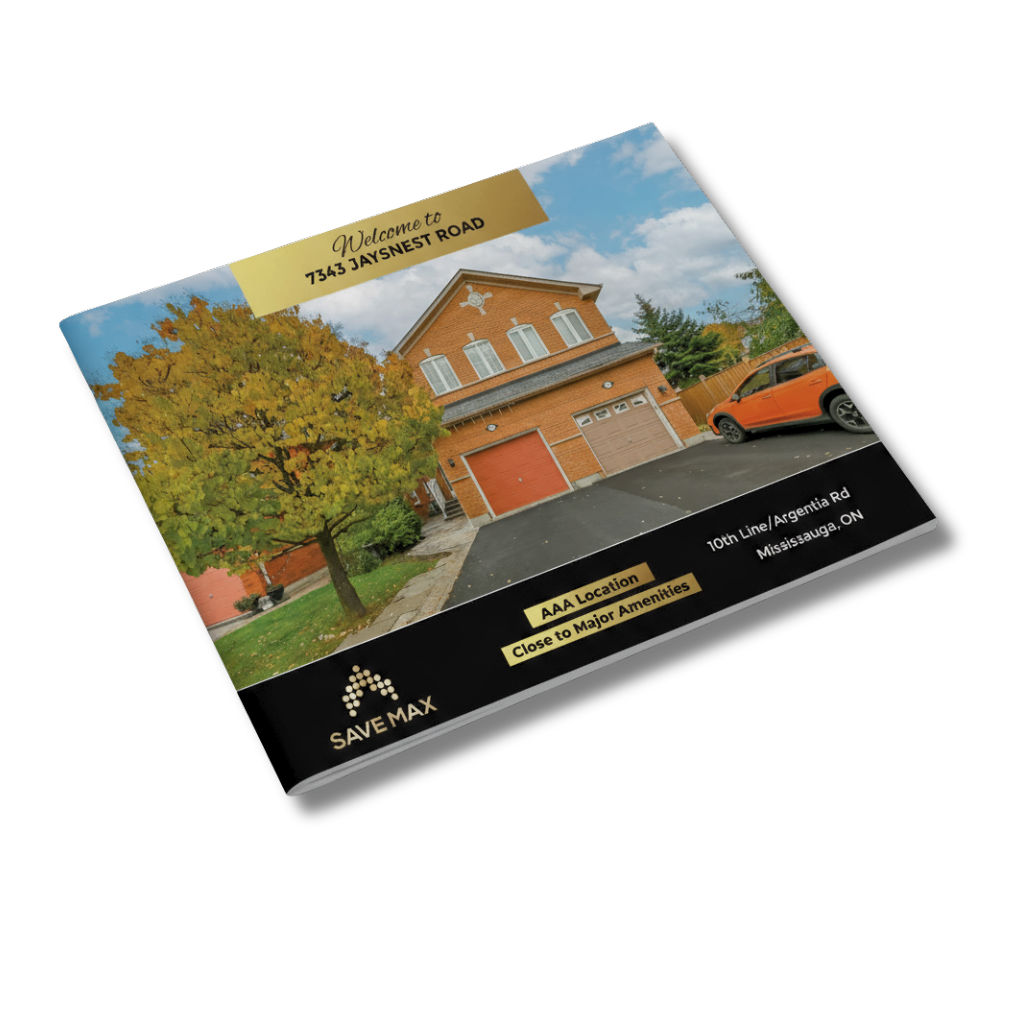 Welcome to
7343 JAYSNEST ROAD
10th Line/Argentia Rd
Mississauga, ON
AAA Location
Close to Major Amenities
SAVE MAX